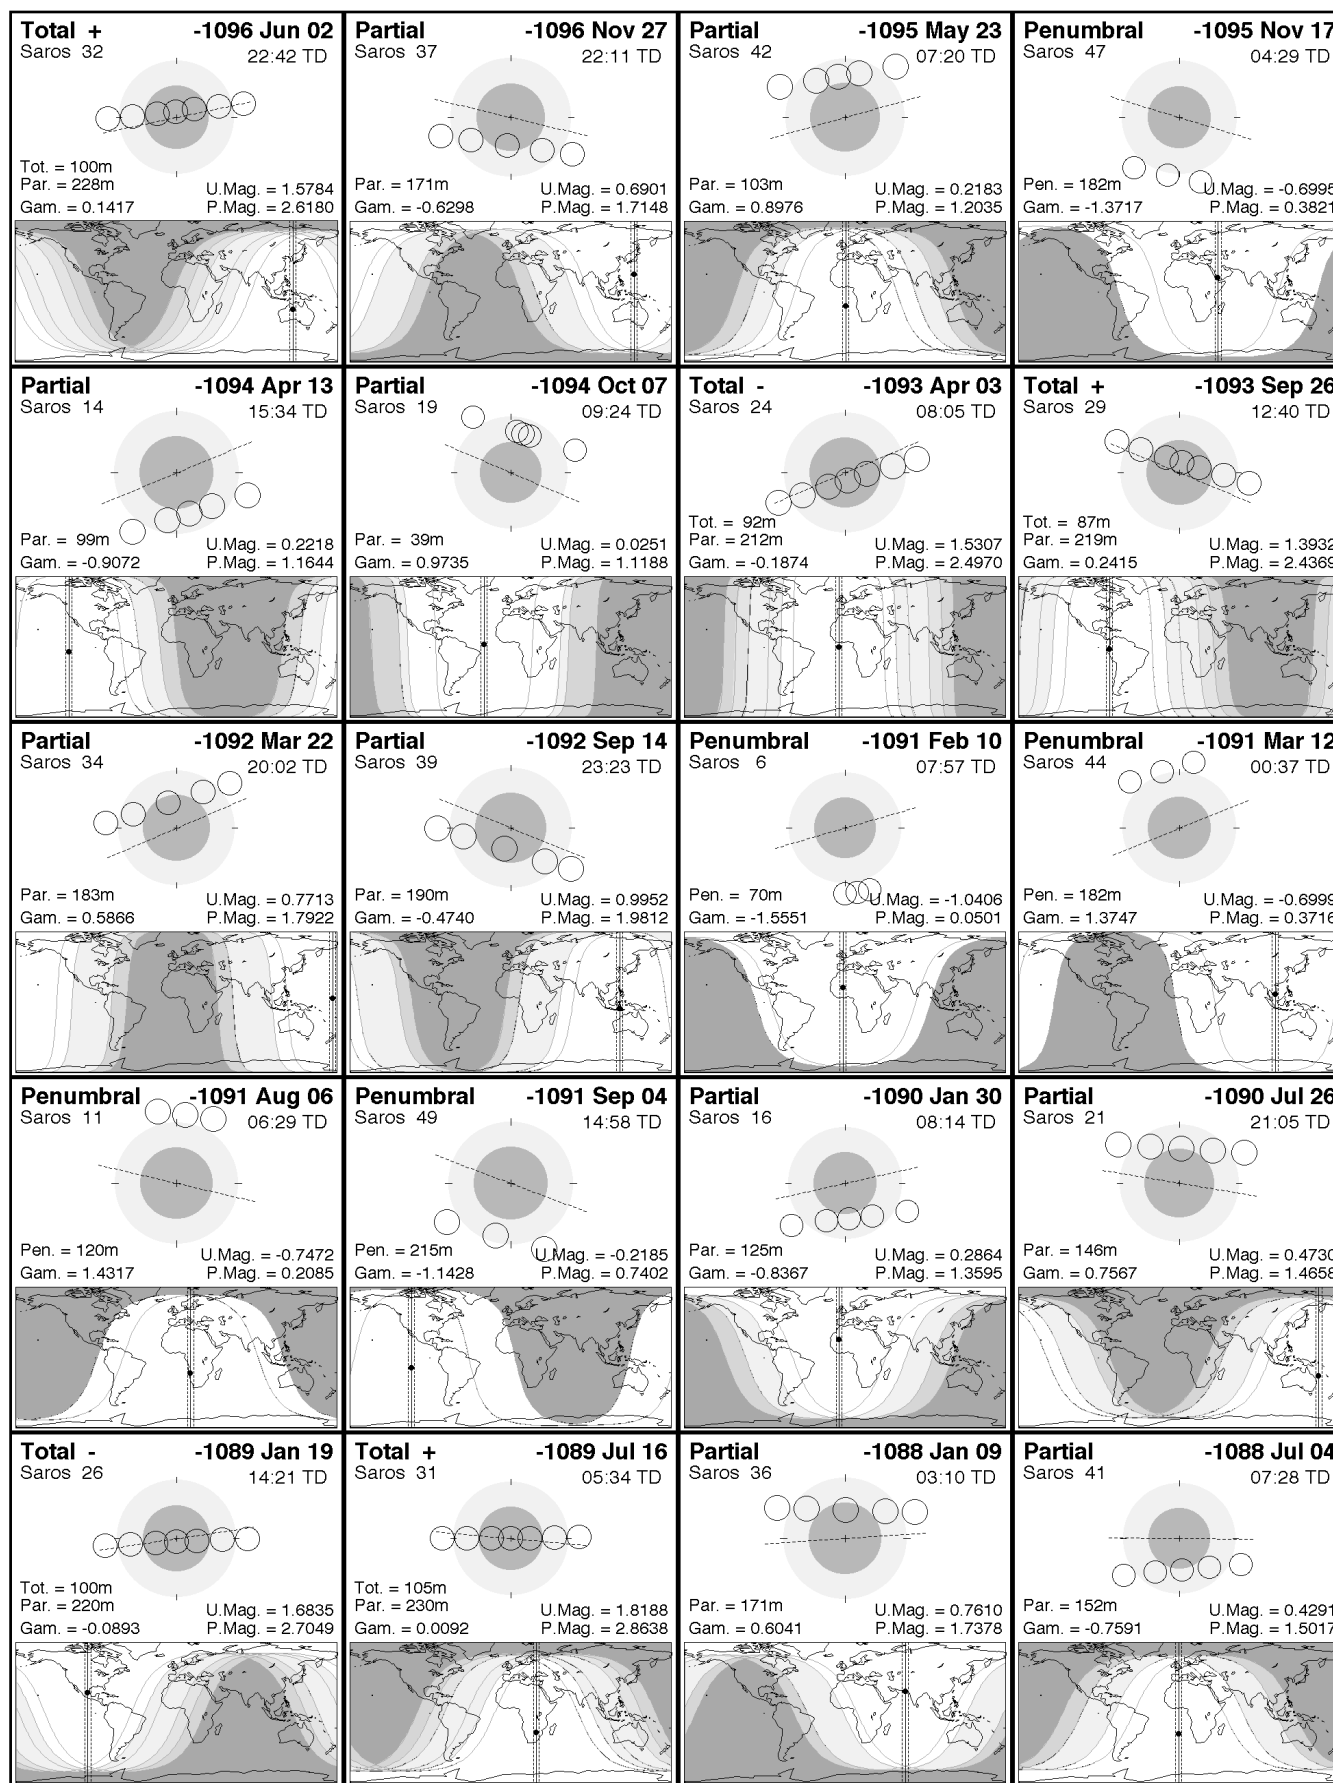 Total + -1096 Jun 02
Saros 32 22:42 TD
Tot. = 100m
Par. = 228m U.Mag. = 1.5784
Gam. = 0.1417 P.Mag. = 2.6180
Partial -1096 Nov 27
Saros 37 22:11 TD
Par. = 171m U.Mag. = 0.6901
Gam. = -0.6298 P.Mag. = 1.7148
Partial -1095 May 23
Saros 42 07:20 TD
Par. = 103m U.Mag. = 0.2183
Gam. = 0.8976 P.Mag. = 1.2035
Penumbral -1095 Nov 17
Saros 47 04:29 TD
Pen. = 182m U.Mag. = -0.6995
Gam. = -1.3717 P.Mag. = 0.3821
Partial -1094 Apr 13
Saros 14 15:34 TD
Par. = 99m U.Mag. = 0.2218
Gam. = -0.9072 P.Mag. = 1.1644
Partial -1094 Oct 07
Saros 19 09:24 TD
Par. = 39m U.Mag. = 0.0251
Gam. = 0.9735 P.Mag. = 1.1188
Total - -1093 Apr 03
Saros 24 08:05 TD
Tot. = 92m
Par. = 212m U.Mag. = 1.5307
Gam. = -0.1874 P.Mag. = 2.4970
Total + -1093 Sep 26
Saros 29 12:40 TD
Tot. = 87m
Par. = 219m U.Mag. = 1.3932
Gam. = 0.2415 P.Mag. = 2.4369
Partial -1092 Mar 22
Saros 34 20:02 TD
Par. = 183m U.Mag. = 0.7713
Gam. = 0.5866 P.Mag. = 1.7922
Partial -1092 Sep 14
Saros 39 23:23 TD
Par. = 190m U.Mag. = 0.9952
Gam. = -0.4740 P.Mag. = 1.9812
Penumbral -1091 Feb 10
Saros 6 07:57 TD
Pen. = 70m U.Mag. = -1.0406
Gam. = -1.5551 P.Mag. = 0.0501
Penumbral -1091 Mar 12
Saros 44 00:37 TD
Pen. = 182m U.Mag. = -0.6999
Gam. = 1.3747 P.Mag. = 0.3716
Penumbral -1091 Aug 06
Saros 11 06:29 TD
Pen. = 120m U.Mag. = -0.7472
Gam. = 1.4317 P.Mag. = 0.2085
Penumbral -1091 Sep 04
Saros 49 14:58 TD
Pen. = 215m U.Mag. = -0.2185
Gam. = -1.1428 P.Mag. = 0.7402
Partial -1090 Jan 30
Saros 16 08:14 TD
Par. = 125m U.Mag. = 0.2864
Gam. = -0.8367 P.Mag. = 1.3595
Partial -1090 Jul 26
Saros 21 21:05 TD
Par. = 146m U.Mag. = 0.4730
Gam. = 0.7567 P.Mag. = 1.4658
Total - -1089 Jan 19
Saros 26 14:21 TD
Tot. = 100m
Par. = 220m U.Mag. = 1.6835
Gam. = -0.0893 P.Mag. = 2.7049
Total + -1089 Jul 16
Saros 31 05:34 TD
Tot. = 105m
Par. = 230m U.Mag. = 1.8188
Gam. = 0.0092 P.Mag. = 2.8638
Partial -1088 Jan 09
Saros 36 03:10 TD
Par. = 171m U.Mag. = 0.7610
Gam. = 0.6041 P.Mag. = 1.7378
Partial -1088 Jul 04
Saros 41 07:28 TD
Par. = 152m U.Mag. = 0.4291
Gam. = -0.7591 P.Mag. = 1.5017